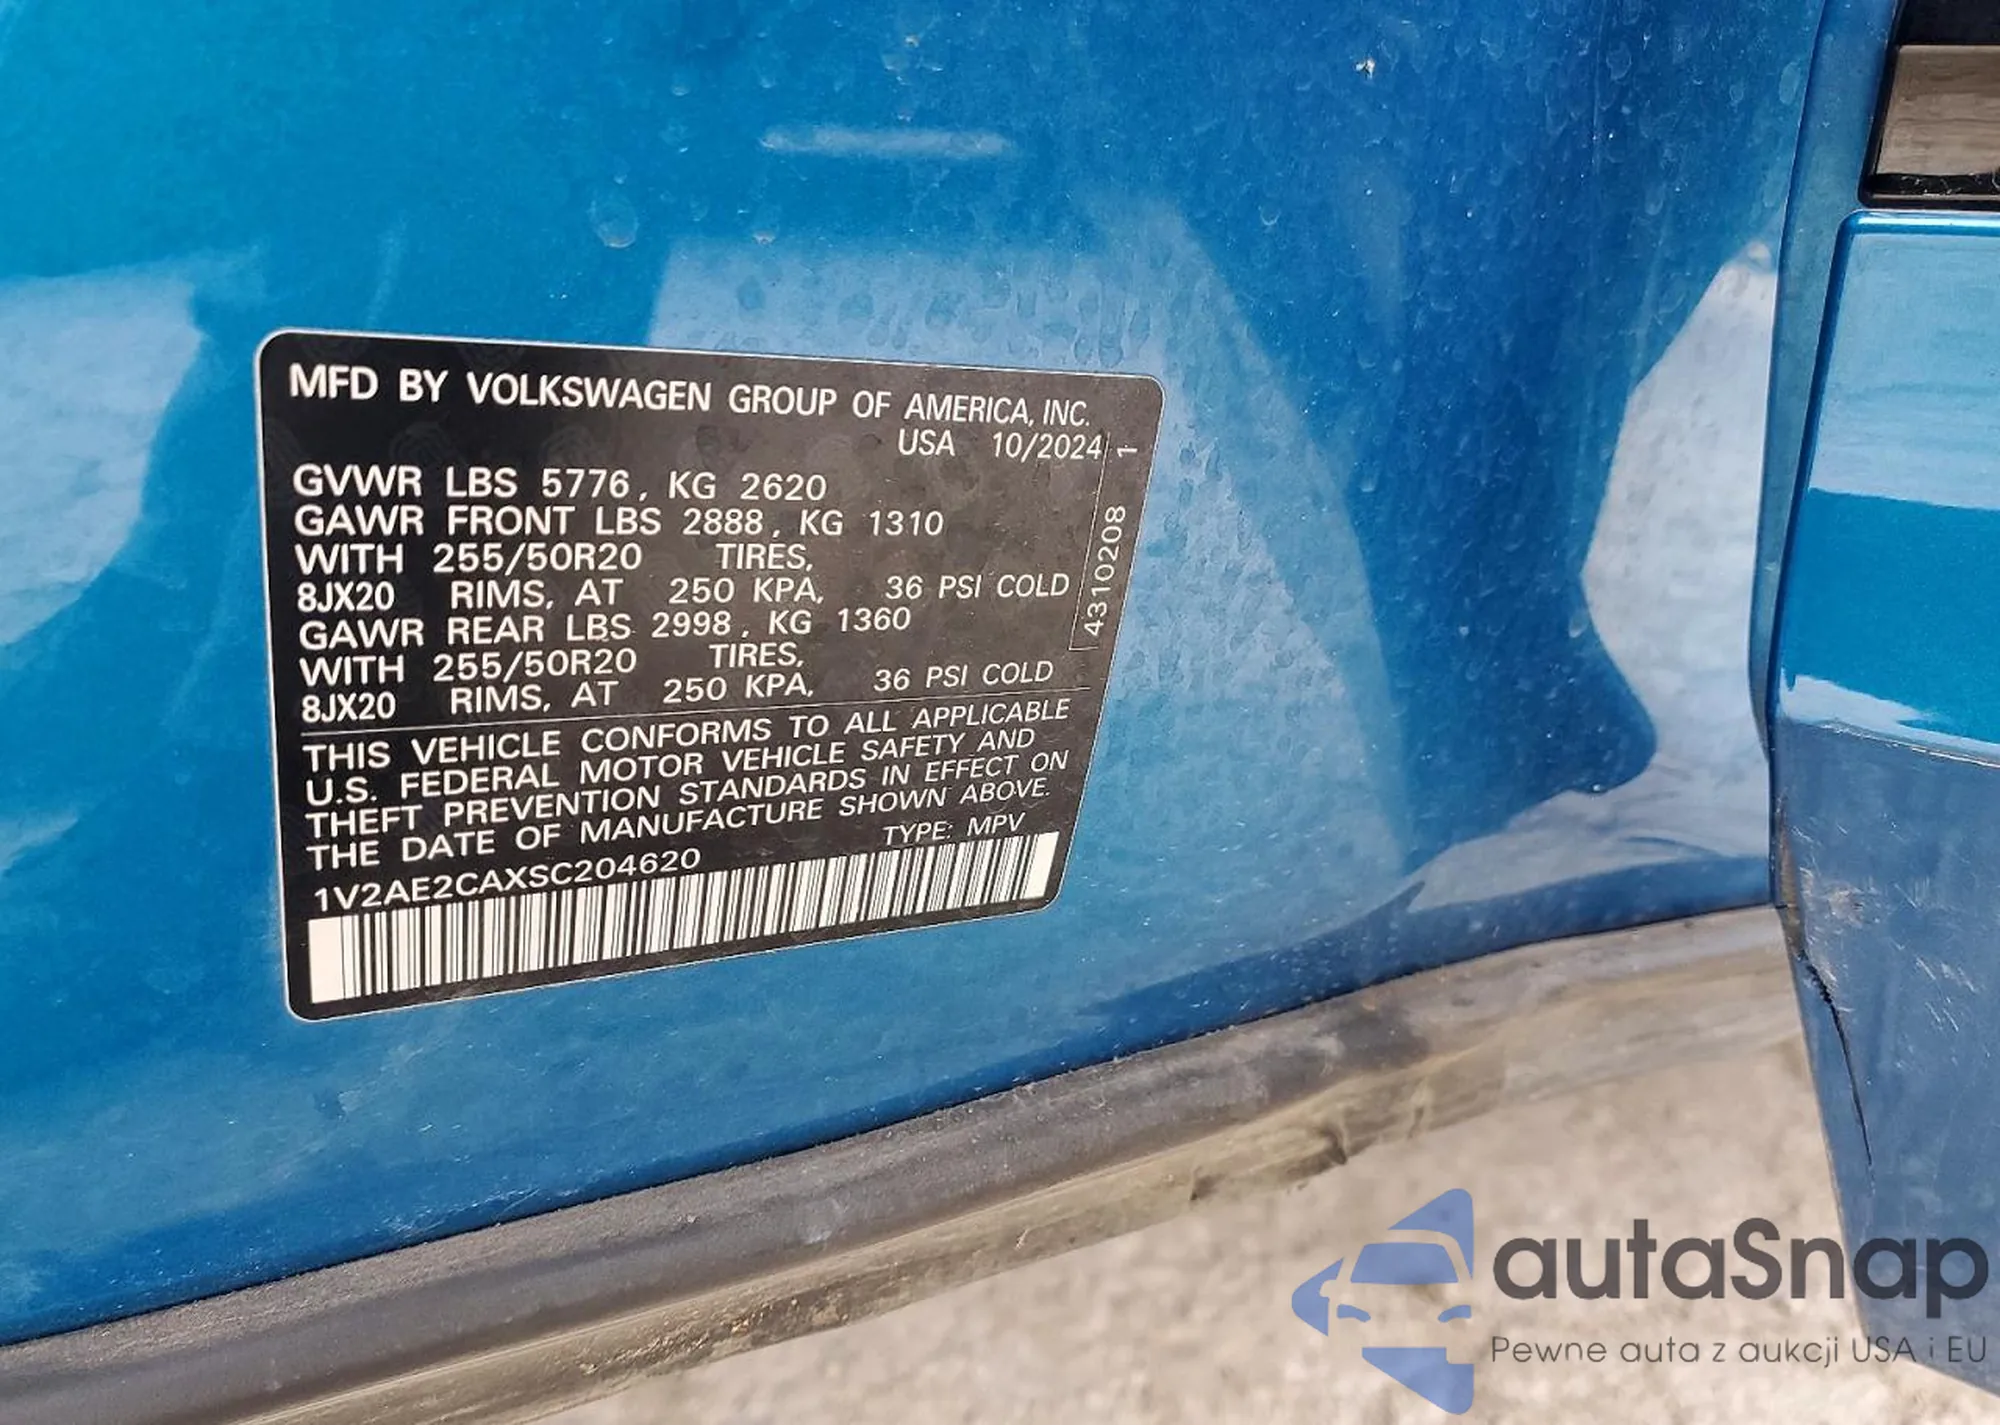 MFD BY VOLKSWAGEN GROUP OF AMERICA, INC.
USA 10/2024
GVWR LBS 5776, KG 2620
GAWR FRONT LBS 2888, KG 1310
WITH 255/50R20 TIRES,
8JX20 RIMS, AT 250 KPA, 36 PSI COLD
GAWR REAR LBS 2998, KG 1360
WITH 255/50R20 TIRES,
8JX20 RIMS, AT 250 KPA, 36 PSI COLD
4310208 1
THIS VEHICLE CONFORMS TO ALL APPLICABLE
U.S. FEDERAL MOTOR VEHICLE SAFETY AND
THEFT PREVENTION STANDARDS IN EFFECT ON
THE DATE OF MANUFACTURE SHOWN ABOVE.
TYPE: MPV
1V2AE2CAXSC204620
autaSnap
Pewne auta z aukcji USA i EU